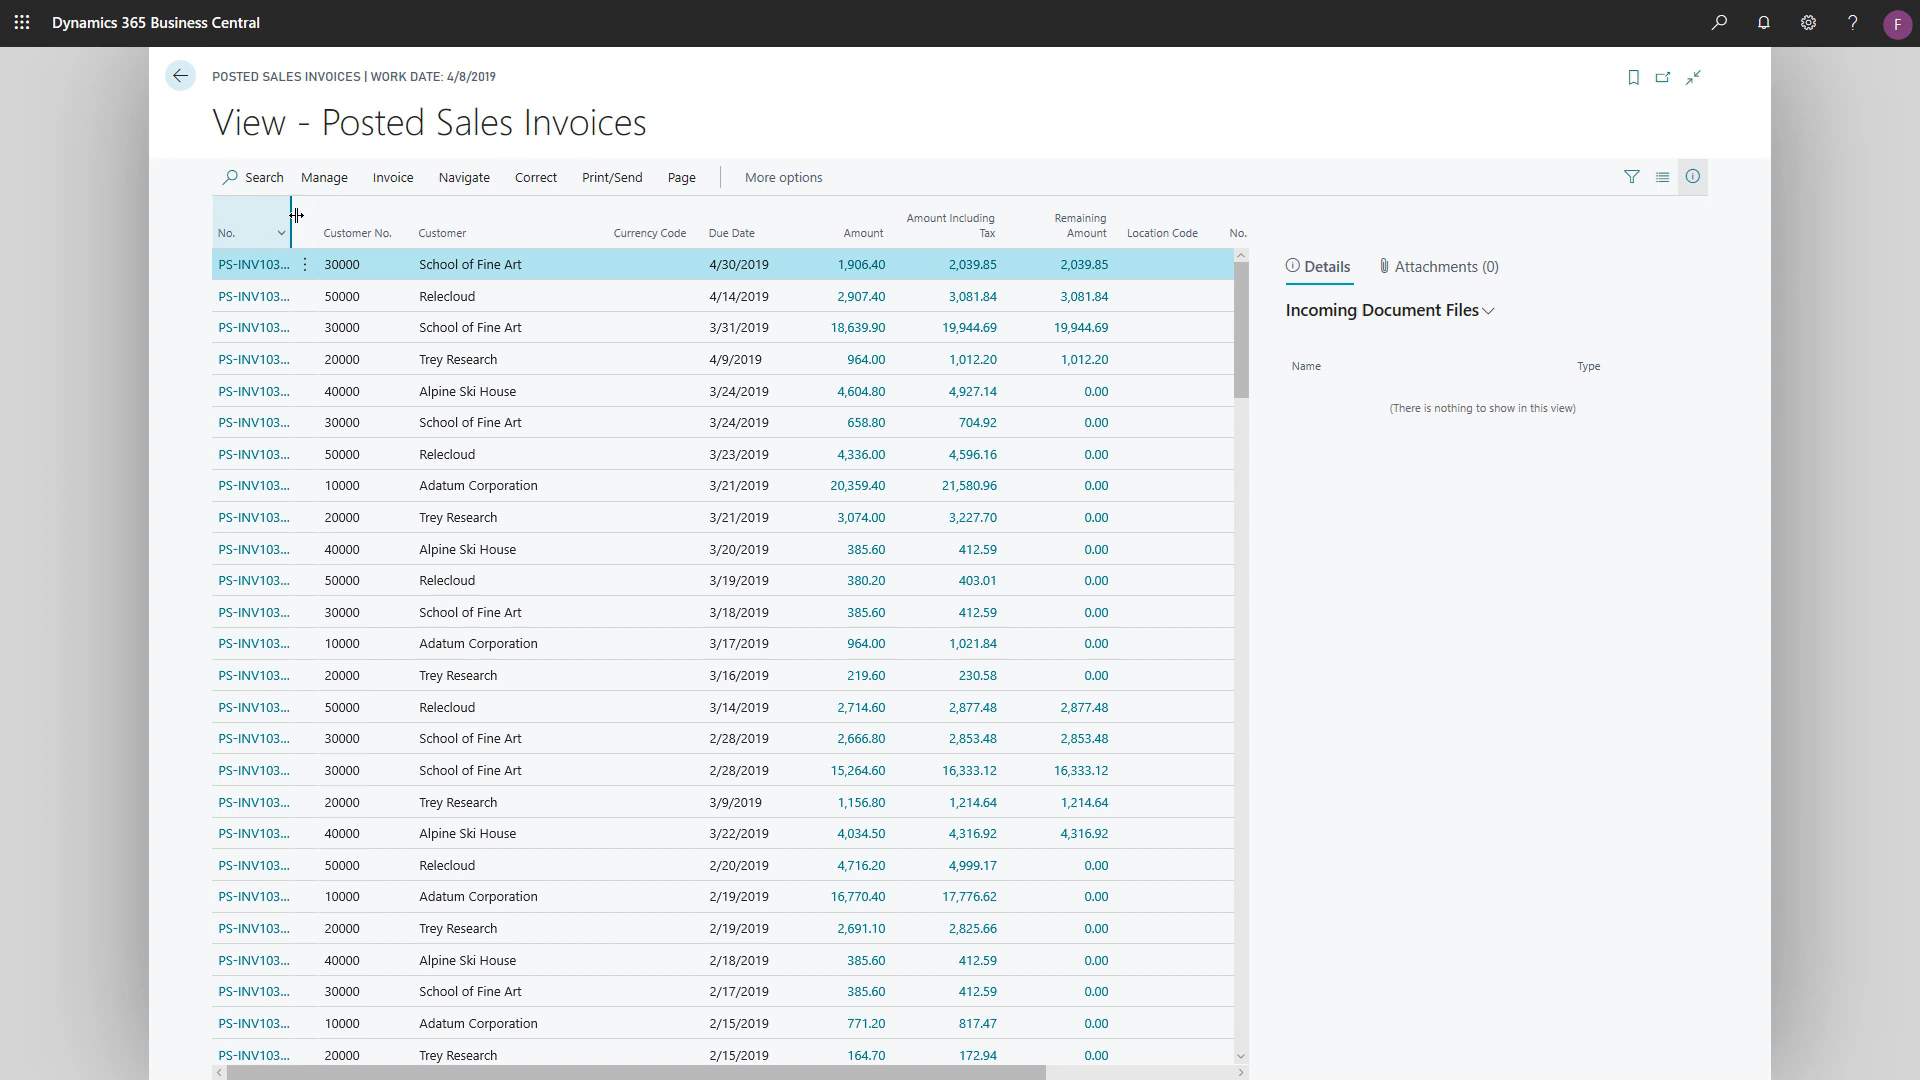 Dynamics 365 Business Central
F
POSTED SALES INVOICES | WORK DATE: 4/8/2019
View - Posted Sales Invoices
Search Manage Invoice Navigate Correct Print/Send Page More options
No. Customer No. Customer Currency Code Due Date Amount Amount Including Tax Remaining Amount Location Code No.
PS-INV103... 30000 School of Fine Art 4/30/2019 1,906.40 2,039.85 2,039.85
PS-INV103... 50000 Relecloud 4/14/2019 2,907.40 3,081.84 3,081.84
PS-INV103... 30000 School of Fine Art 3/31/2019 18,639.90 19,944.69 19,944.69
PS-INV103... 20000 Trey Research 4/9/2019 964.00 1,012.20 1,012.20
PS-INV103... 40000 Alpine Ski House 3/24/2019 4,604.80 4,927.14 0.00
PS-INV103... 30000 School of Fine Art 3/24/2019 658.80 704.92 0.00
PS-INV103... 50000 Relecloud 3/23/2019 4,336.00 4,596.16 0.00
PS-INV103... 10000 Adatum Corporation 3/21/2019 20,359.40 21,580.96 0.00
PS-INV103... 20000 Trey Research 3/21/2019 3,074.00 3,227.70 0.00
PS-INV103... 40000 Alpine Ski House 3/20/2019 385.60 412.59 0.00
PS-INV103... 50000 Relecloud 3/19/2019 380.20 403.01 0.00
PS-INV103... 30000 School of Fine Art 3/18/2019 385.60 412.59 0.00
PS-INV103... 10000 Adatum Corporation 3/17/2019 964.00 1,021.84 0.00
PS-INV103... 20000 Trey Research 3/16/2019 219.60 230.58 0.00
PS-INV103... 50000 Relecloud 3/14/2019 2,714.60 2,877.48 2,877.48
PS-INV103... 30000 School of Fine Art 2/28/2019 2,666.80 2,853.48 2,853.48
PS-INV103... 30000 School of Fine Art 2/28/2019 15,264.60 16,333.12 16,333.12
PS-INV103... 20000 Trey Research 3/9/2019 1,156.80 1,214.64 1,214.64
PS-INV103... 40000 Alpine Ski House 3/22/2019 4,034.50 4,316.92 4,316.92
PS-INV103... 50000 Relecloud 2/20/2019 4,716.20 4,999.17 0.00
PS-INV103... 10000 Adatum Corporation 2/19/2019 16,770.40 17,776.62 0.00
PS-INV103... 20000 Trey Research 2/19/2019 2,691.10 2,825.66 0.00
PS-INV103... 40000 Alpine Ski House 2/18/2019 385.60 412.59 0.00
PS-INV103... 30000 School of Fine Art 2/17/2019 385.60 412.59 0.00
PS-INV103... 10000 Adatum Corporation 2/15/2019 771.20 817.47 0.00
PS-INV103... 20000 Trey Research 2/15/2019 164.70 172.94 0.00
Details Attachments (0)
Incoming Document Files
Name Type
(There is nothing to show in this view)